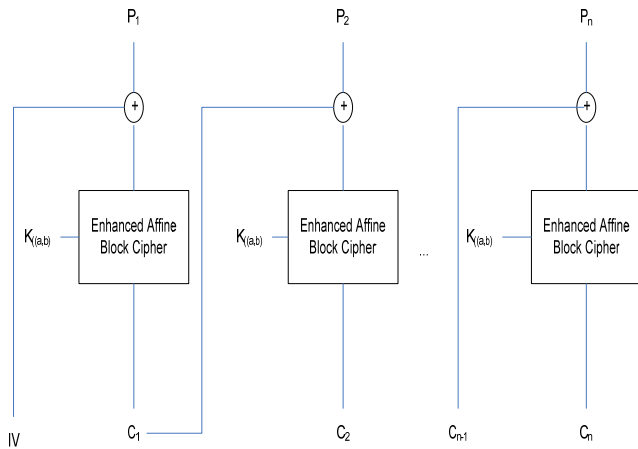 P1 P2 Pn
+ + +
Enhanced Affine Enhanced Affine Enhanced Affine
K((a,b) Block Cipher K((a,b) Block Cipher K((a,b) Block Cipher
...
IV C1 C2 Cn-1 Cn